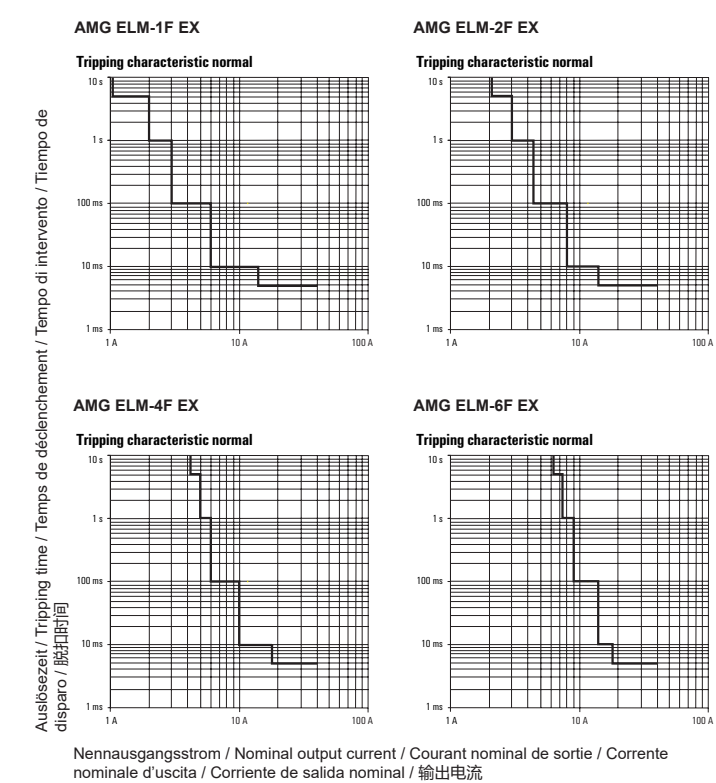 AMG ELM-1F EX
Tripping characteristic normal
10 s
1 s
100 ms
10 ms
1 ms
1 A
10 A
100 A
AMG ELM-2F EX
Tripping characteristic normal
10 s
1 s
100 ms
10 ms
1 ms
1 A
10 A
100 A
AMG ELM-4F EX
Tripping characteristic normal
10 s
1 s
100 ms
10 ms
1 ms
1 A
10 A
100 A
AMG ELM-6F EX
Tripping characteristic normal
10 s
1 s
100 ms
10 ms
1 ms
1 A
10 A
100 A
Auslösezeit / Tripping time / Temps de déclenchement / Tempo di intervento / Tiempo de
disparo / 脱扣时间
Nennausgangsstrom / Nominal output current / Courant nominal de sortie / Corrente
nominale d'uscita / Corriente de salida nominal / 输出电流